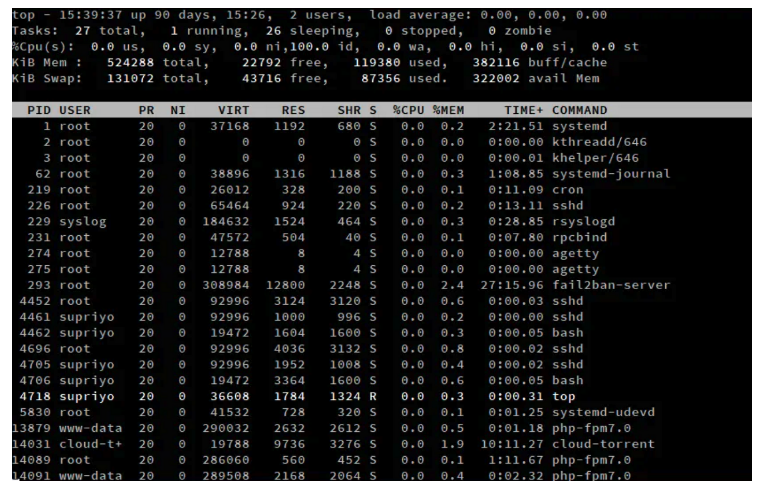 top - 15:39:37 up 90 days, 15:26,  2 users,  load average: 0.00, 0.00, 0.00
Tasks:  27 total,   1 running,  26 sleeping,   0 stopped,   0 zombie
%Cpu(s):  0.0 us,  0.0 sy,  0.0 ni,100.0 id,  0.0 wa,  0.0 hi,  0.0 si,  0.0 st
KiB Mem :   524288 total,    22792 free,   119380 used,   382116 buff/cache
KiB Swap:   131072 total,    43716 free,    87356 used.   322002 avail Mem
PID USER      PR  NI    VIRT    RES    SHR S  %CPU %MEM     TIME+ COMMAND
1 root      20   0   37168   1192    680 S   0.0  0.2   2:21.51 systemd
2 root      20   0       0      0      0 S   0.0  0.0   0:00.00 kthreadd/646
3 root      20   0       0      0      0 S   0.0  0.0   0:00.01 khelper/646
62 root      20   0   38896   1316   1188 S   0.0  0.3   1:08.85 systemd-journal
219 root      20   0   26012    328    200 S   0.0  0.1   0:11.09 cron
226 root      20   0   65464    924    220 S   0.0  0.2   0:13.11 sshd
229 syslog    20   0  184632   1524    464 S   0.0  0.3   0:28.85 rsyslogd
231 root      20   0   47572    504     40 S   0.0  0.1   0:07.80 rpcbind
274 root      20   0   12788      8      4 S   0.0  0.0   0:00.00 agetty
275 root      20   0   12788      8      4 S   0.0  0.0   0:00.00 agetty
293 root      20   0  308984  12800   2248 S   0.0  2.4  27:15.96 fail2ban-server
4452 root      20   0   92996   3124   3120 S   0.0  0.6   0:00.03 sshd
4461 supriyo   20   0   92996   1000    996 S   0.0  0.2   0:00.00 sshd
4462 supriyo   20   0   19472   1604   1600 S   0.0  0.3   0:00.05 bash
4696 root      20   0   92996   4036   3132 S   0.0  0.8   0:00.02 sshd
4705 supriyo   20   0   92996   1952   1008 S   0.0  0.4   0:00.02 sshd
4706 supriyo   20   0   19472   3364   1600 S   0.0  0.6   0:00.05 bash
4718 supriyo   20   0   36608   1784   1324 R   0.0  0.3   0:00.31 top
5830 root      20   0   41532    728    320 S   0.0  0.1   0:01.25 systemd-udevd
13879 www-data  20   0  290032   2632   2612 S   0.0  0.5   0:01.18 php-fpm7.0
14031 cloud-t+  20   0   19788   9736   3276 S   0.0  1.9  10:11.27 cloud-torrent
14089 root      20   0  286060    560    452 S   0.0  0.1   1:11.67 php-fpm7.0
14091 www-data  20   0  289508   2168   2064 S   0.0  0.4   0:02.32 php-fpm7.0